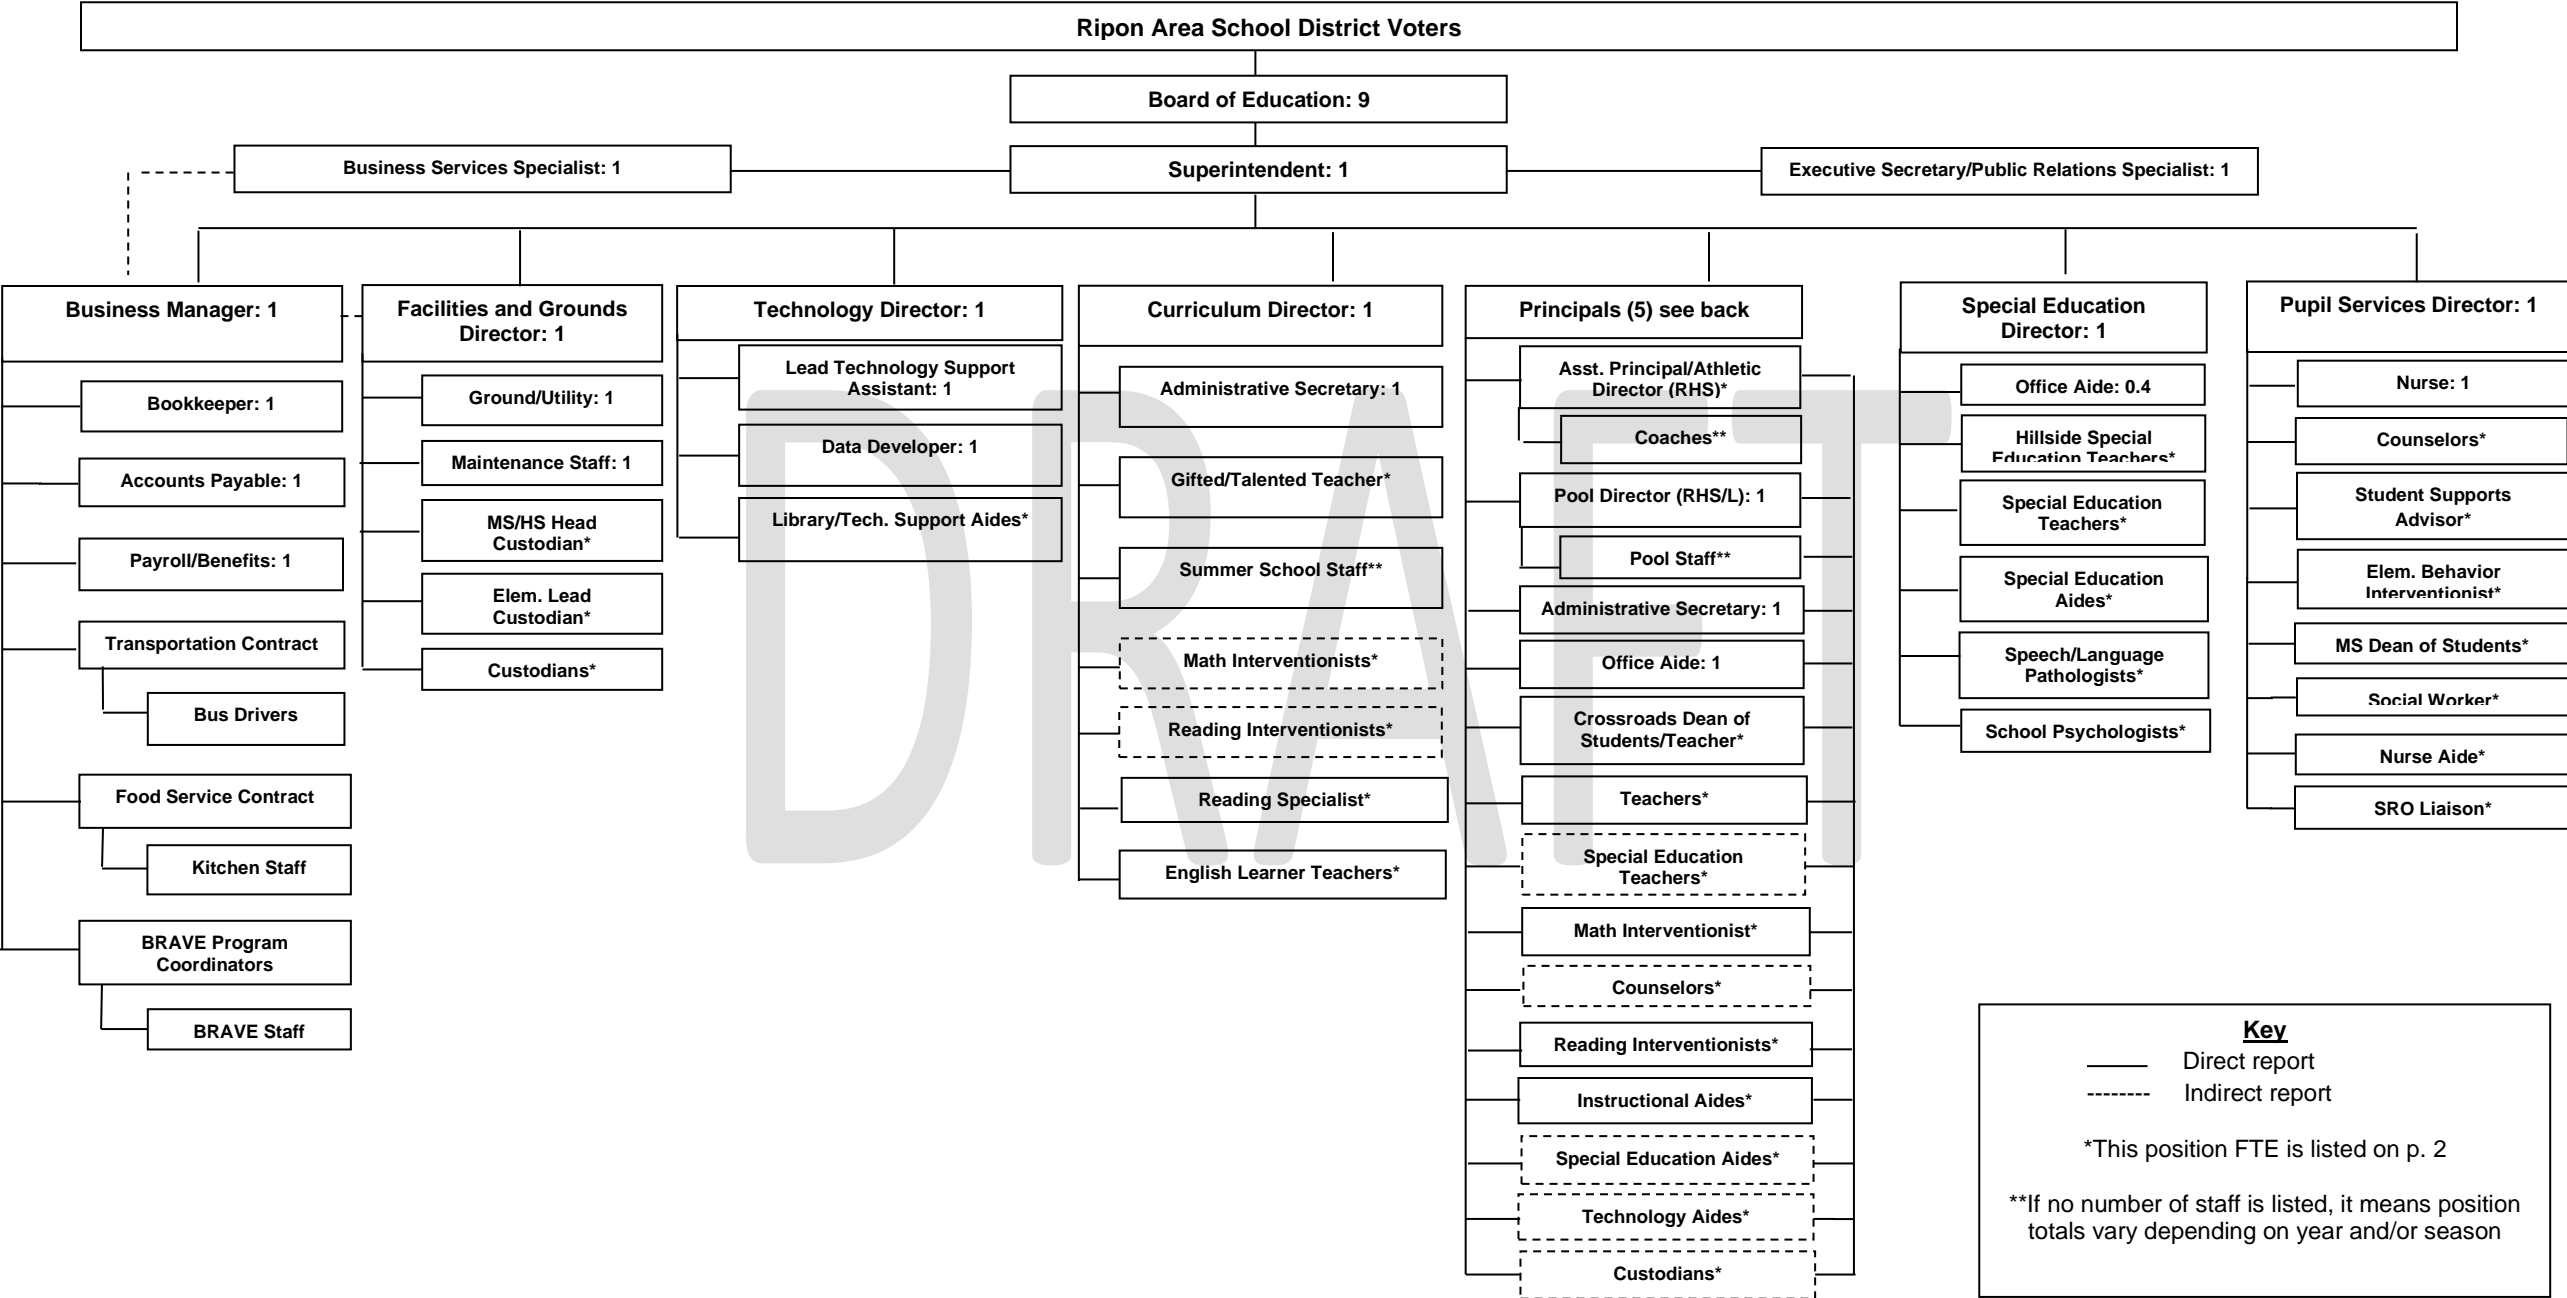 Ripon Area School District Voters
Board of Education: 9
Business Services Specialist: 1
Superintendent: 1
Executive Secretary/Public Relations Specialist: 1
Business Manager: 1
Bookkeeper: 1
Accounts Payable: 1
Payroll/Benefits: 1
Transportation Contract
Bus Drivers
Food Service Contract
Kitchen Staff
BRAVE Program
Coordinators
BRAVE Staff
Facilities and Grounds
Director: 1
Ground/Utility: 1
Maintenance Staff: 1
MS/HS Head
Custodian*
Elem. Lead
Custodian*
Custodians*
Technology Director: 1
Lead Technology Support
Assistant: 1
Data Developer: 1
Library/Tech. Support Aides*
Curriculum Director: 1
Administrative Secretary: 1
Gifted/Talented Teacher*
Summer School Staff**
Math Interventionists*
Reading Interventionists*
Reading Specialist*
English Learner Teachers*
Principals (5) see back
Asst. Principal/Athletic
Director (RHS)*
Coaches**
Pool Director (RHS/L): 1
Pool Staff**
Administrative Secretary: 1
Office Aide: 1
Crossroads Dean of
Students/Teacher*
Teachers*
Special Education
Teachers*
Math Interventionist*
Counselors*
Reading Interventionists*
Instructional Aides*
Special Education Aides*
Technology Aides*
Custodians*
Special Education
Director: 1
Office Aide: 0.4
Hillside Special
Education Teachers*
Special Education
Teachers*
Special Education
Aides*
Speech/Language
Pathologists*
School Psychologists*
Pupil Services Director: 1
Nurse: 1
Counselors*
Student Supports
Advisor*
Elem. Behavior
Interventionist*
MS Dean of Students*
Social Worker*
Nurse Aide*
SRO Liaison*
DRAFT
Key
Direct report
Indirect report
*This position FTE is listed on p. 2
**If no number of staff is listed, it means position
totals vary depending on year and/or season